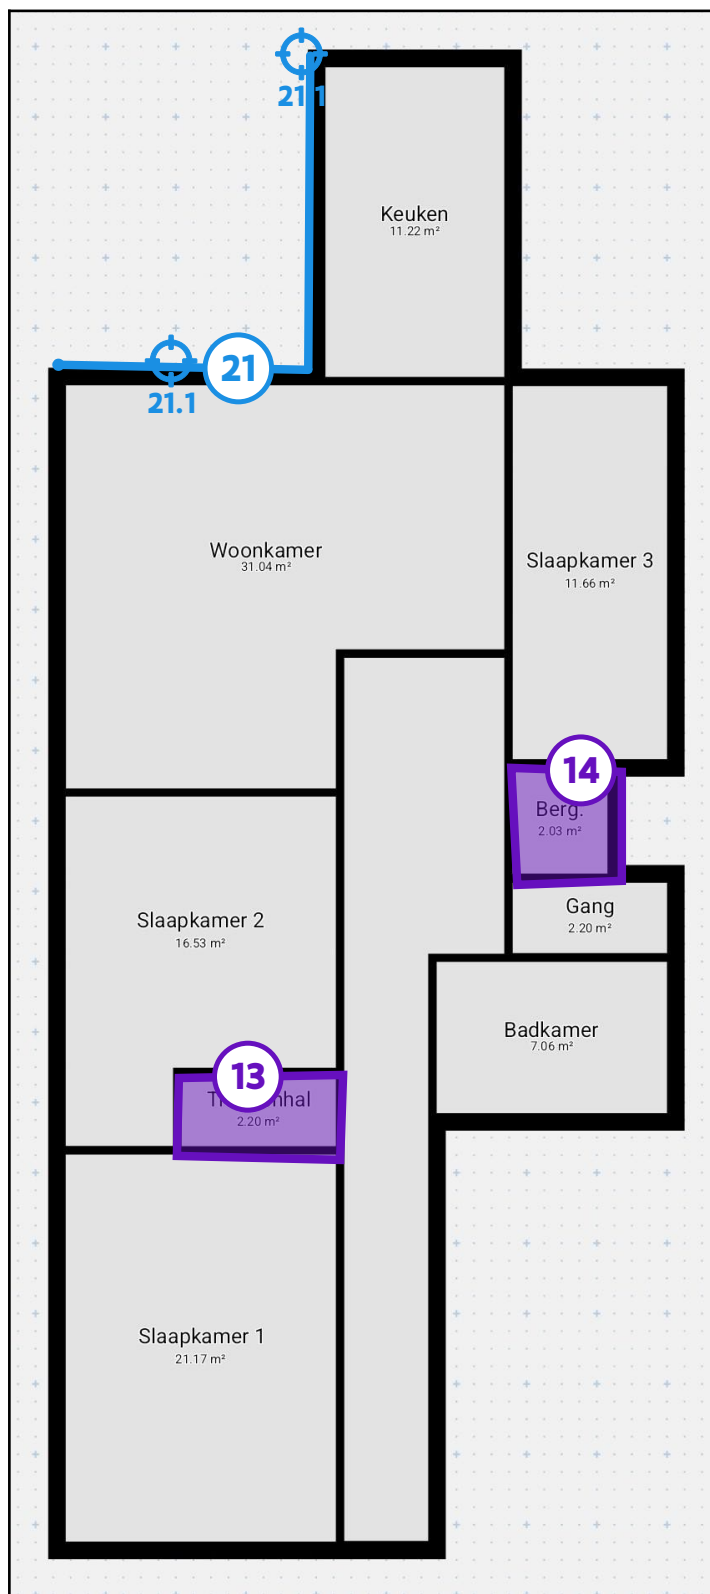 21.1
Keuken
11.22 m²
21
21.1
Woonkamer
31.04 m²
Slaapkamer 3
11.66 m²
14
Berg.
2.03 m²
Gang
2.20 m²
Slaapkamer 2
16.53 m²
Badkamer
7.06 m²
13
2.20 m²
Slaapkamer 1
21.17 m²